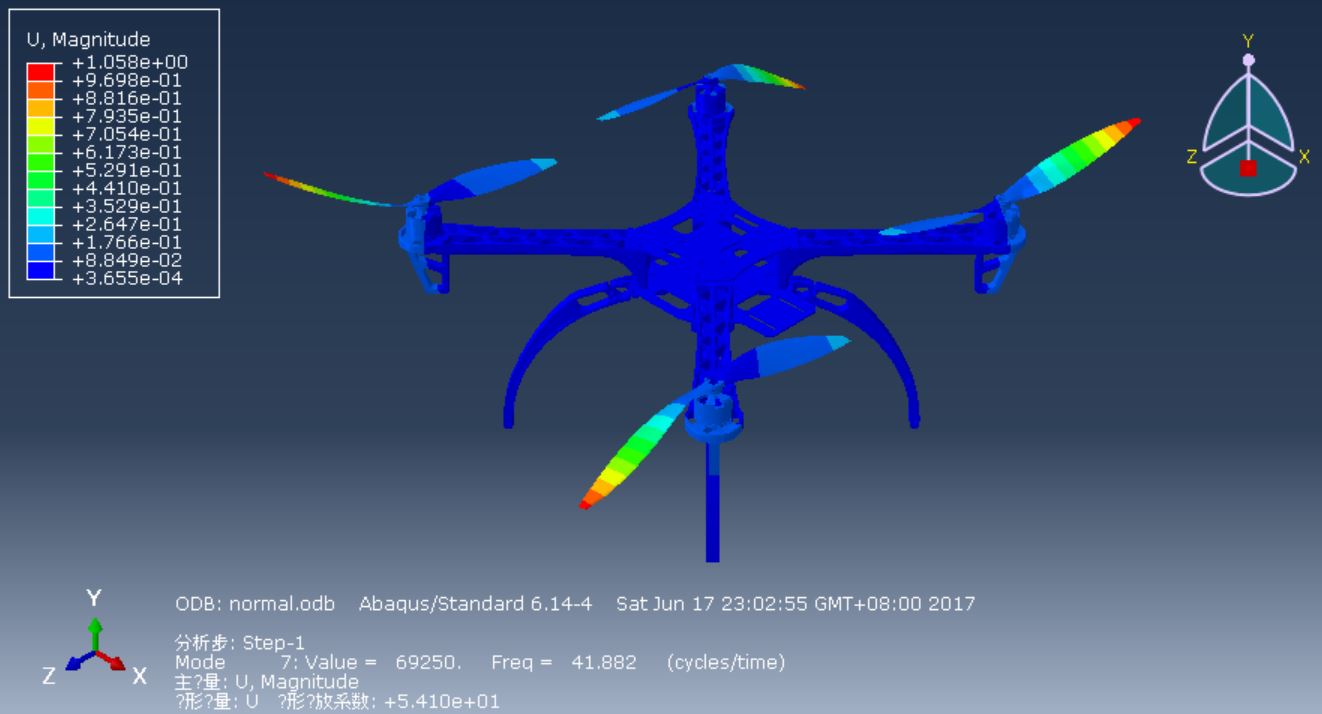 U, Magnitude
+1.058e+00
+9.698e-01
+8.816e-01
+7.935e-01
+7.054e-01
+6.173e-01
+5.291e-01
+4.410e-01
+3.529e-01
+2.647e-01
+1.766e-01
+8.849e-02
+3.655e-04
Y
Z
X
Y
Z
X
ODB: normal.odb Abaqus/Standard 6.14-4 Sat Jun 17 23:02:55 GMT+08:00 2017
分析步: Step-1
Mode 7: Value = 69250. Freq = 41.882 (cycles/time)
主?量: U, Magnitude
?形?量: U ?形?放系数: +5.410e+01